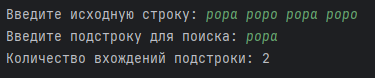 Введите исходную строку: popa popo popa popo
Введите подстроку для поиска: popa
Количество вхождений подстроки: 2